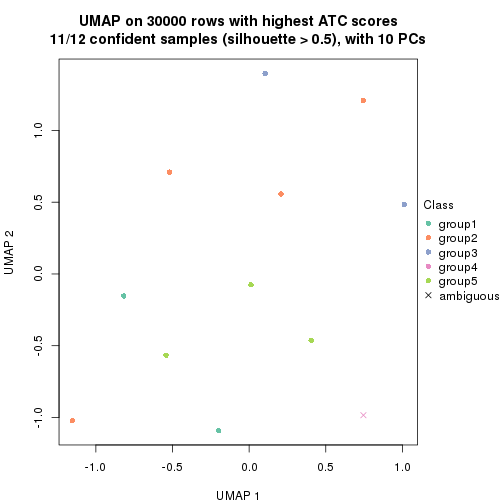 UMAP on 30000 rows with highest ATC scores
11/12 confident samples (silhouette > 0.5), with 10 PCs
UMAP 2
1.0
0.5
0.0
-0.5
-1.0
-1.0 -0.5 0.0 0.5 1.0
UMAP 1
Class
group1
group2
group3
group4
group5
ambiguous